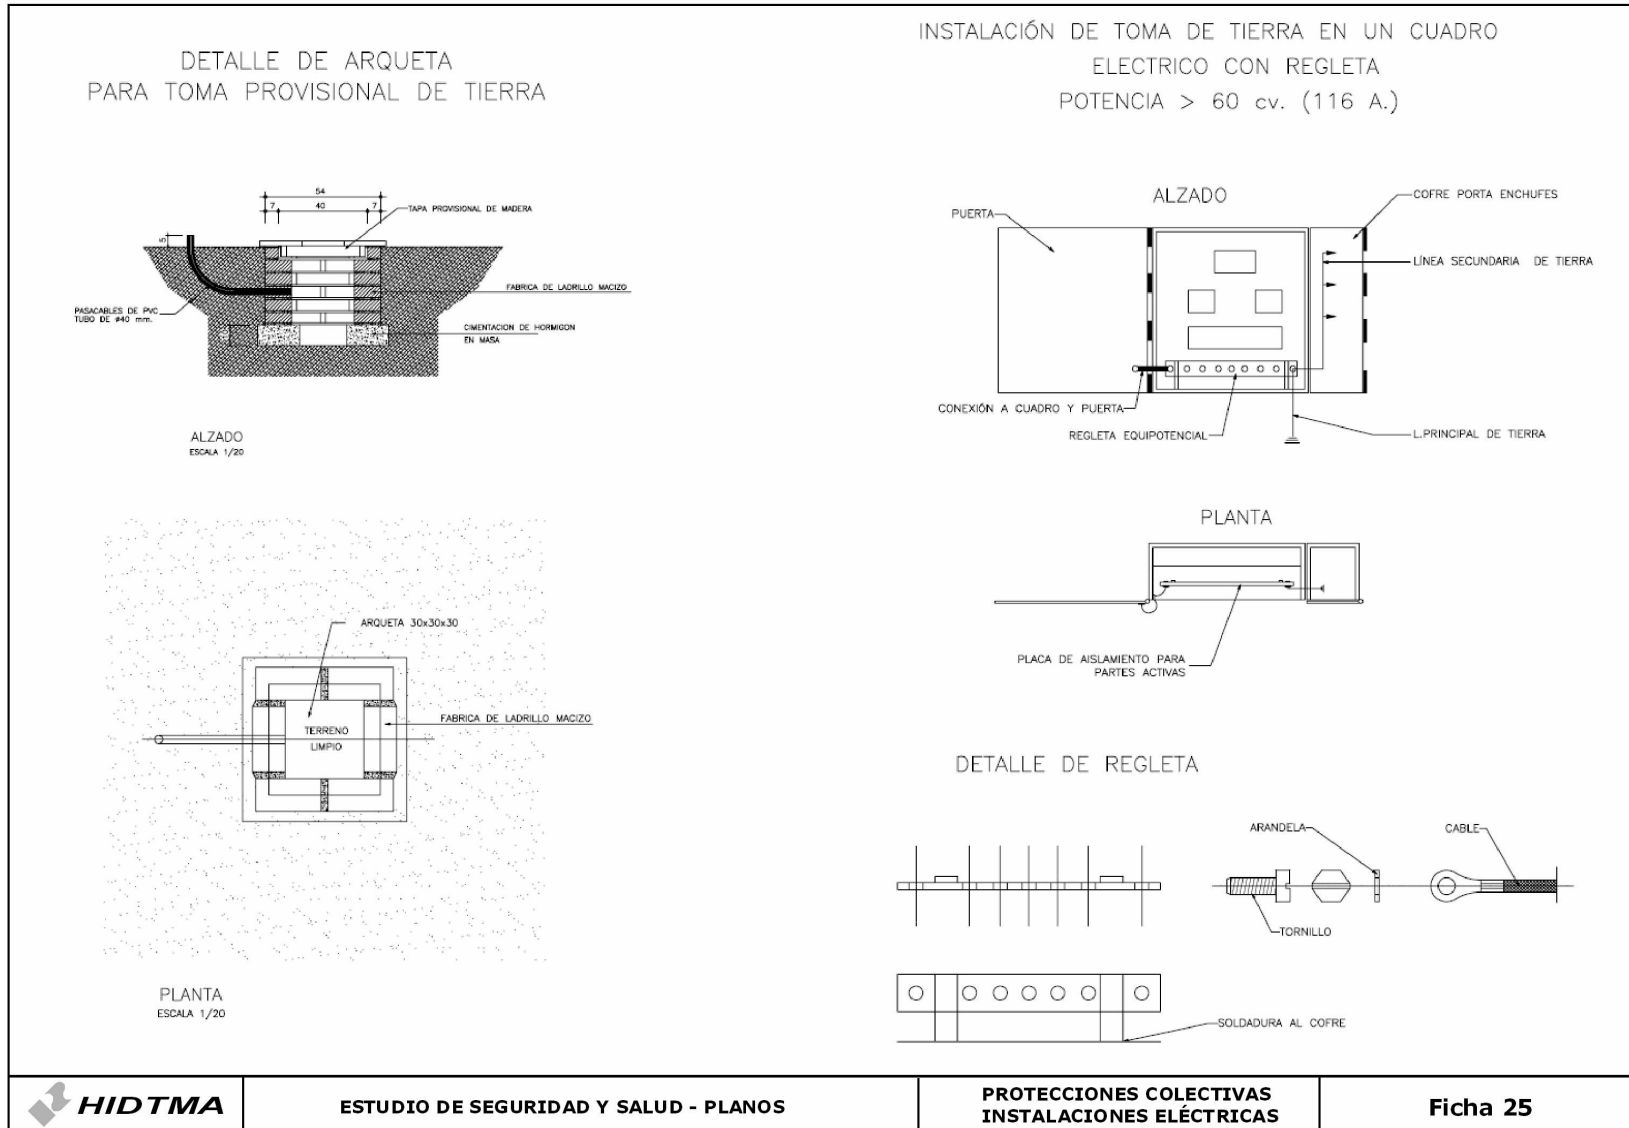 DETALLE DE ARQUETA
PARA TOMA PROVISIONAL DE TIERRA
54
7
40
7
TAPA PROVISIONAL DE MADERA
5
FABRICA DE LADRILLO MACIZO
PASACABLES DE PVC
TUBO DE ø40 mm.
CIMENTACION DE HORMIGON
EN MASA
ALZADO
ESCALA 1/20
ARQUETA 30x30x30
FABRICA DE LADRILLO MACIZO
TERRENO
LIMPIO
PLANTA
ESCALA 1/20
INSTALACIÓN DE TOMA DE TIERRA EN UN CUADRO
ELECTRICO CON REGLETA
POTENCIA > 60 cv. (116 A.)
ALZADO
COFRE PORTA ENCHUFES
PUERTA
LÍNEA SECUNDARIA DE TIERRA
CONEXIÓN A CUADRO Y PUERTA
REGLETA EQUIPOTENCIAL
L.PRINCIPAL DE TIERRA
PLANTA
PLACA DE AISLAMIENTO PARA
PARTES ACTIVAS
DETALLE DE REGLETA
ARANDELA
CABLE
TORNILLO
SOLDADURA AL COFRE
HIDTMA
ESTUDIO DE SEGURIDAD Y SALUD - PLANOS
PROTECCIONES COLECTIVAS
INSTALACIONES ELÉCTRICAS
Ficha 25